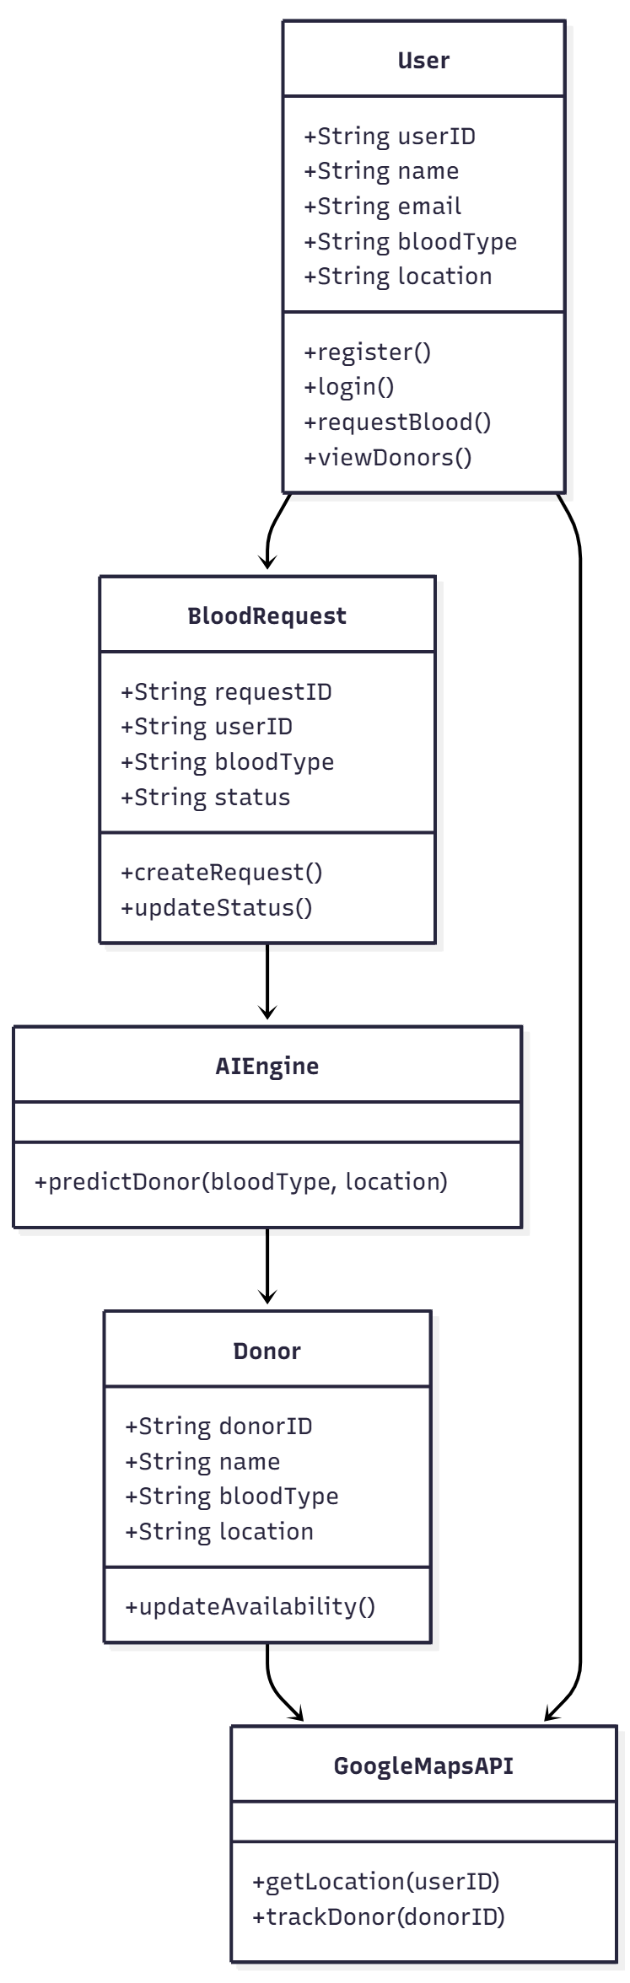 User
+String userID
+String name
+String email
+String bloodType
+String location
+register()
+login()
+requestBlood()
+viewDonors()
BloodRequest
+String requestID
+String userID
+String bloodType
+String status
+createRequest()
+updateStatus()
AIEngine
+predictDonor(bloodType, location)
Donor
+String donorID
+String name
+String bloodType
+String location
+updateAvailability()
GoogleMapsAPI
+getLocation(userID)
+trackDonor(donorID)